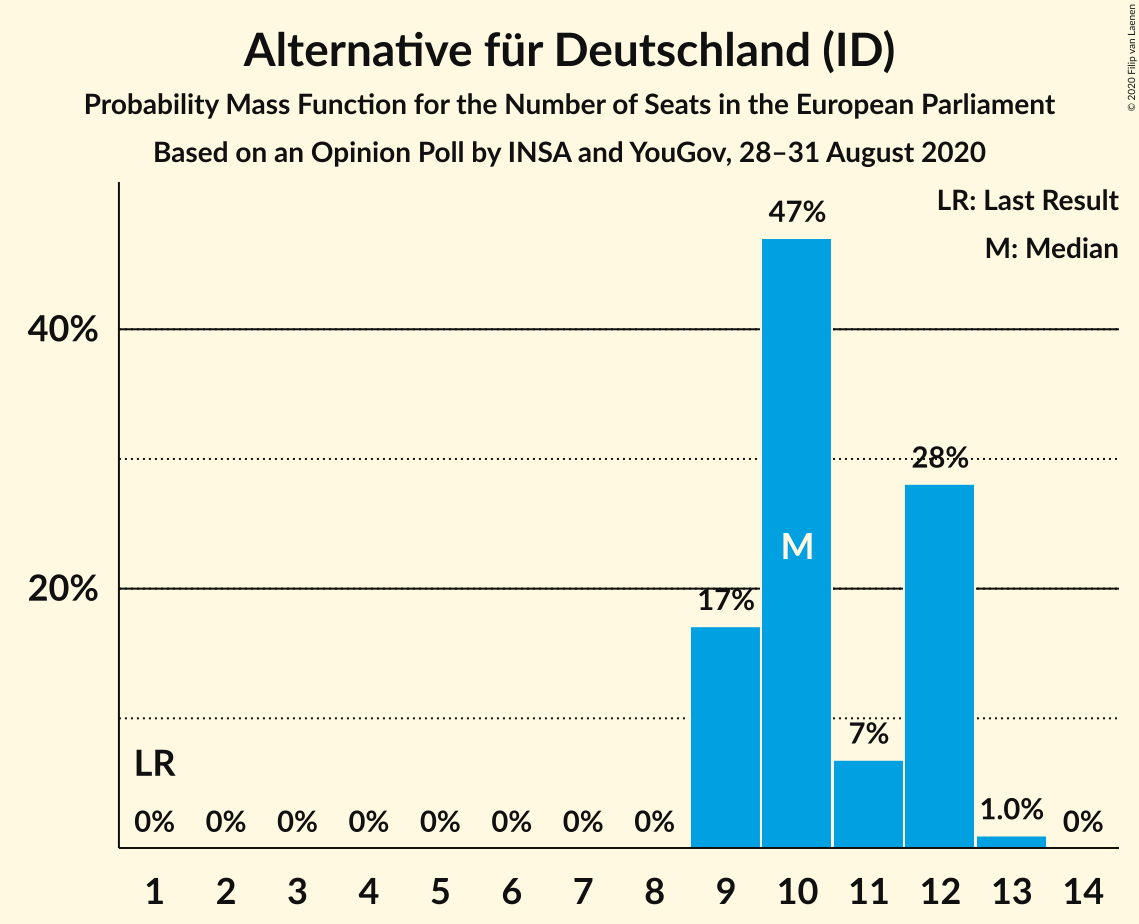 Alternative für Deutschland (ID)
Probability Mass Function for the Number of Seats in the European Parliament
Based on an Opinion Poll by INSA and YouGov, 28–31 August 2020
© 2020 Filip van Laenen
LR: Last Result
M: Median
47%
40%
28%
M
20%
17%
7%
LR
1.0%
0% 0% 0% 0% 0% 0% 0% 0% 0%
1 2 3 4 5 6 7 8 9 10 11 12 13 14